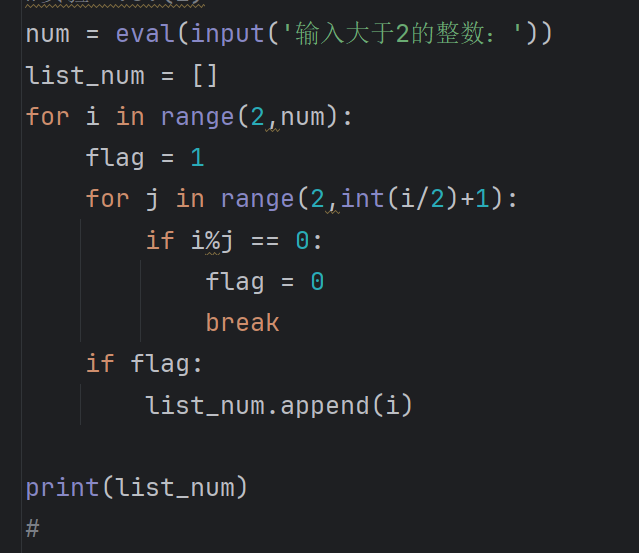 num = eval(input('输入大于2的整数: '))
list_num = []
for i in range(2,num):
    flag = 1
    for j in range(2,int(i/2)+1):
        if i%j == 0:
            flag = 0
            break
    if flag:
        list_num.append(i)
print(list_num)
#